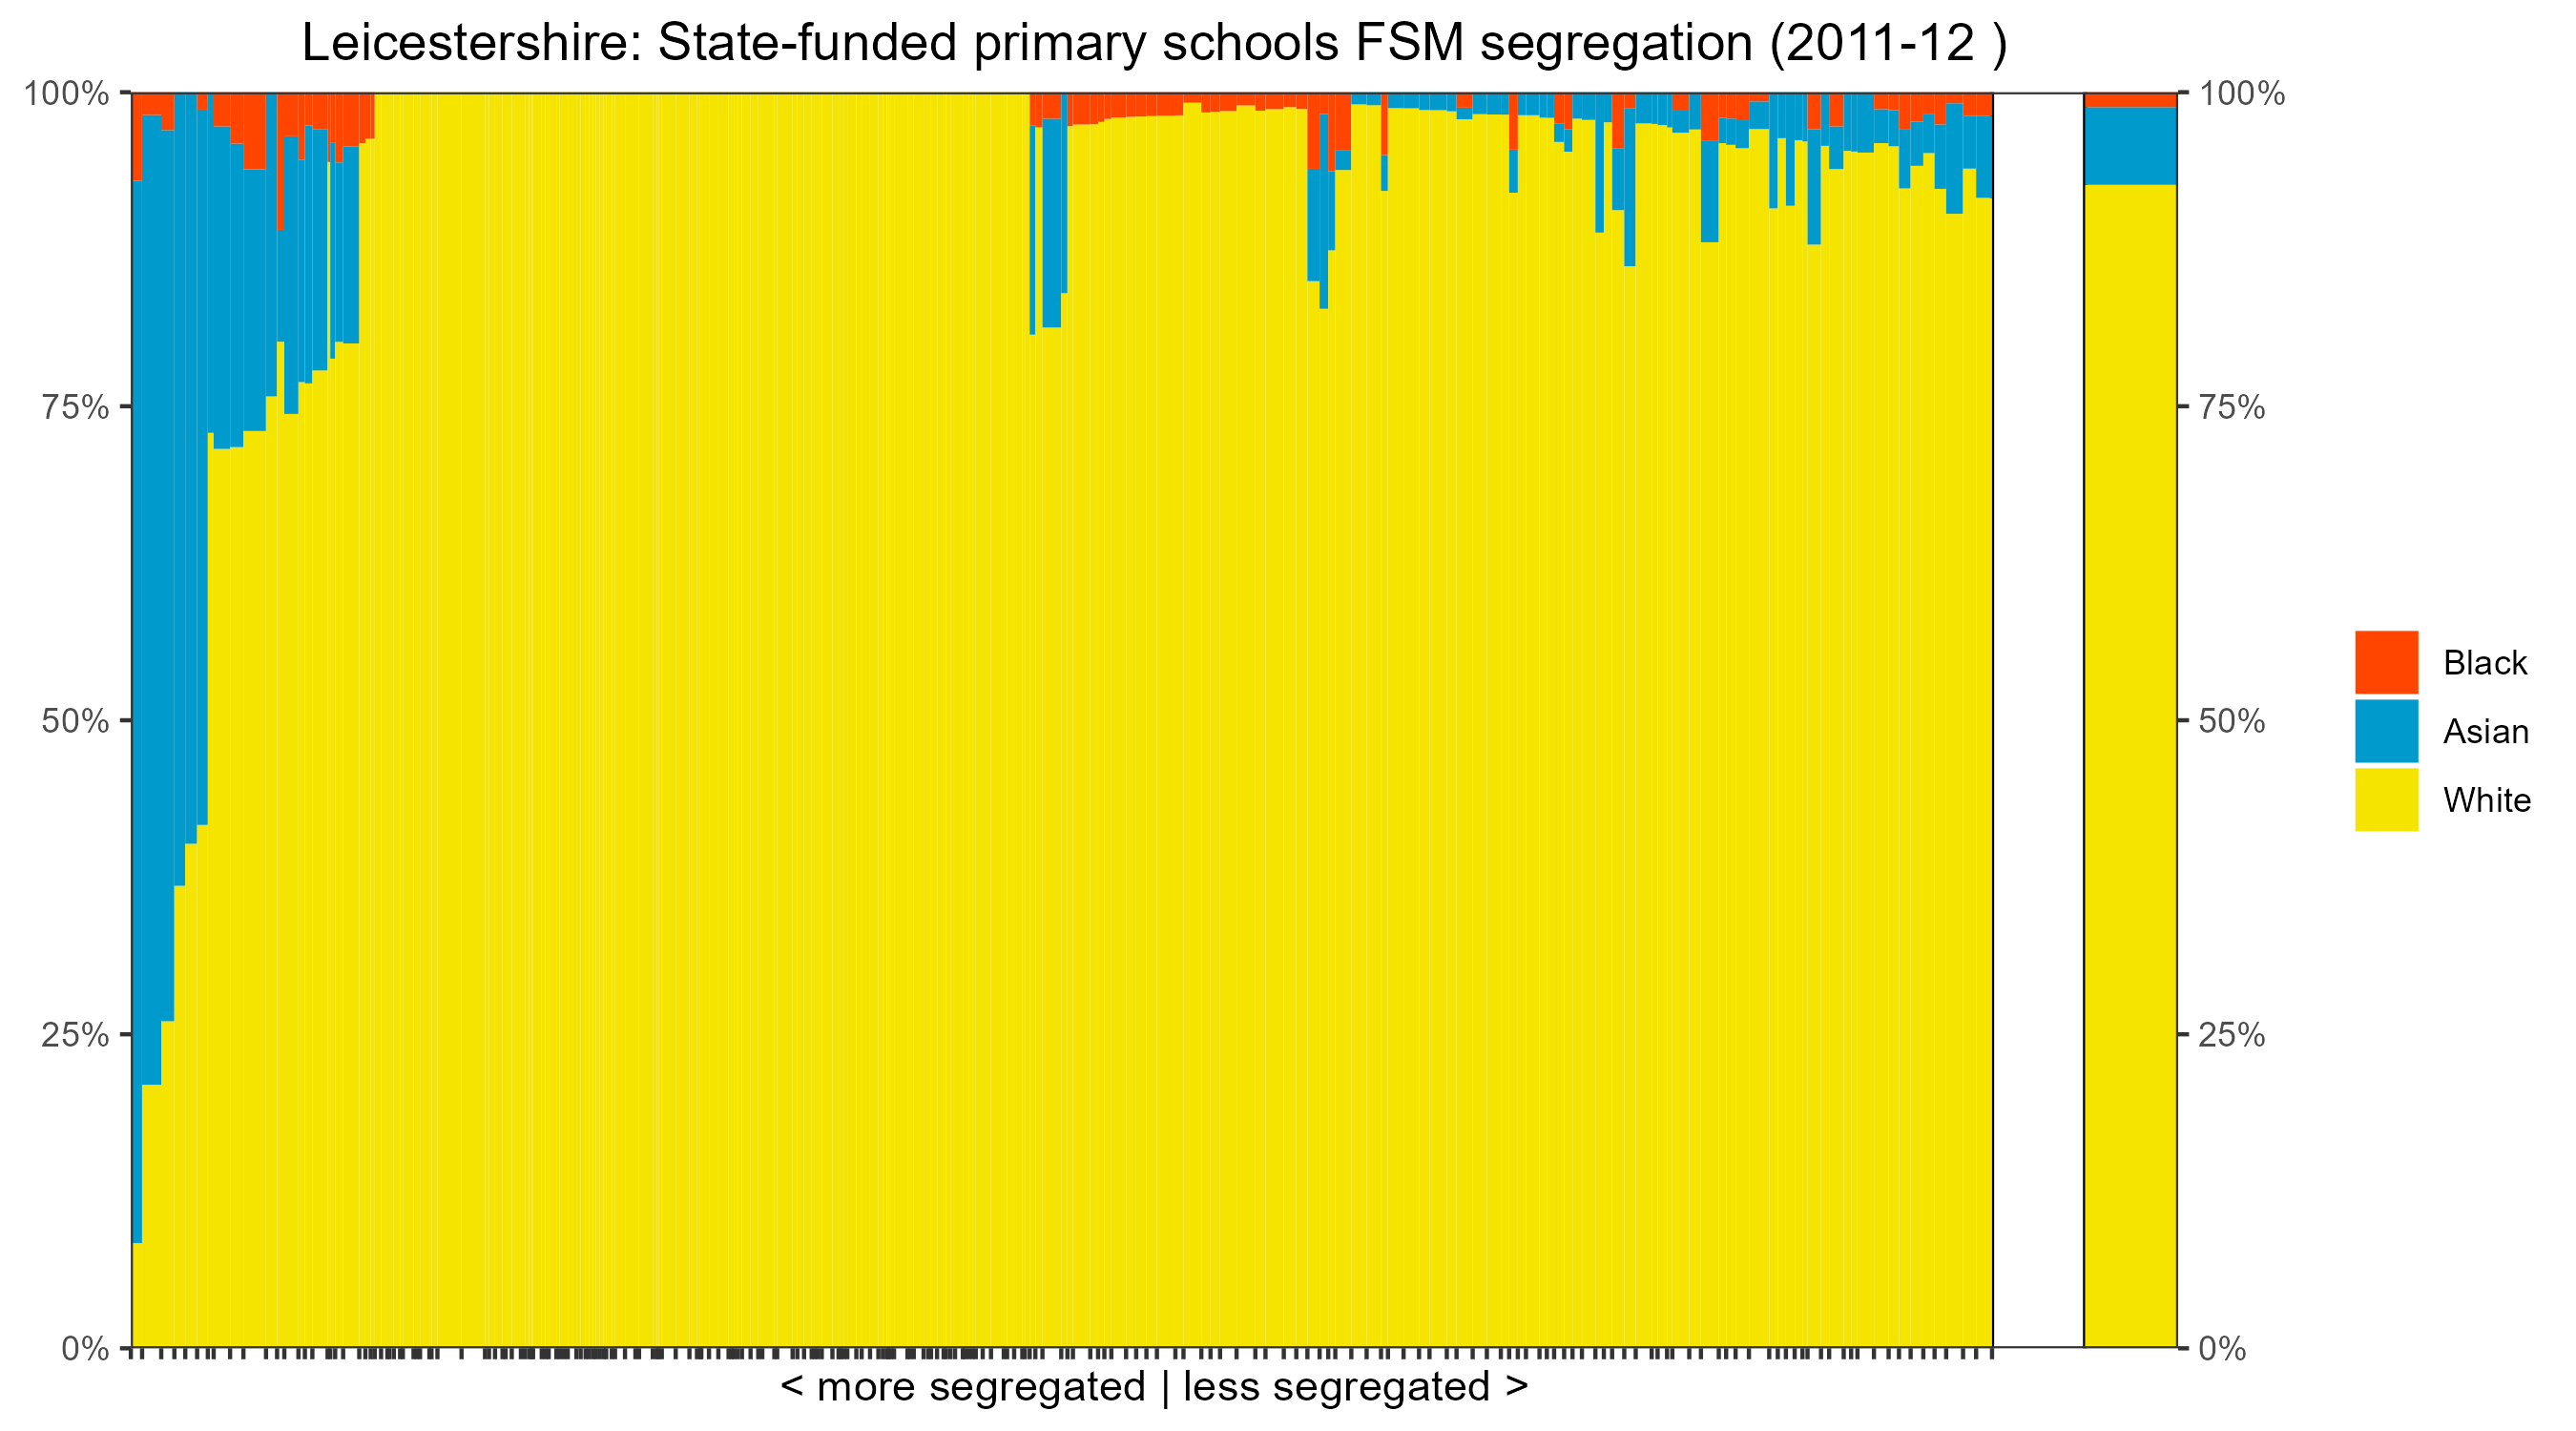 Leicestershire: State-funded primary schools FSM segregation (2011-12 )
100%
75%
50%
25%
0%
100%
75%
50%
25%
0%
Black
Asian
White
< more segregated | less segregated >